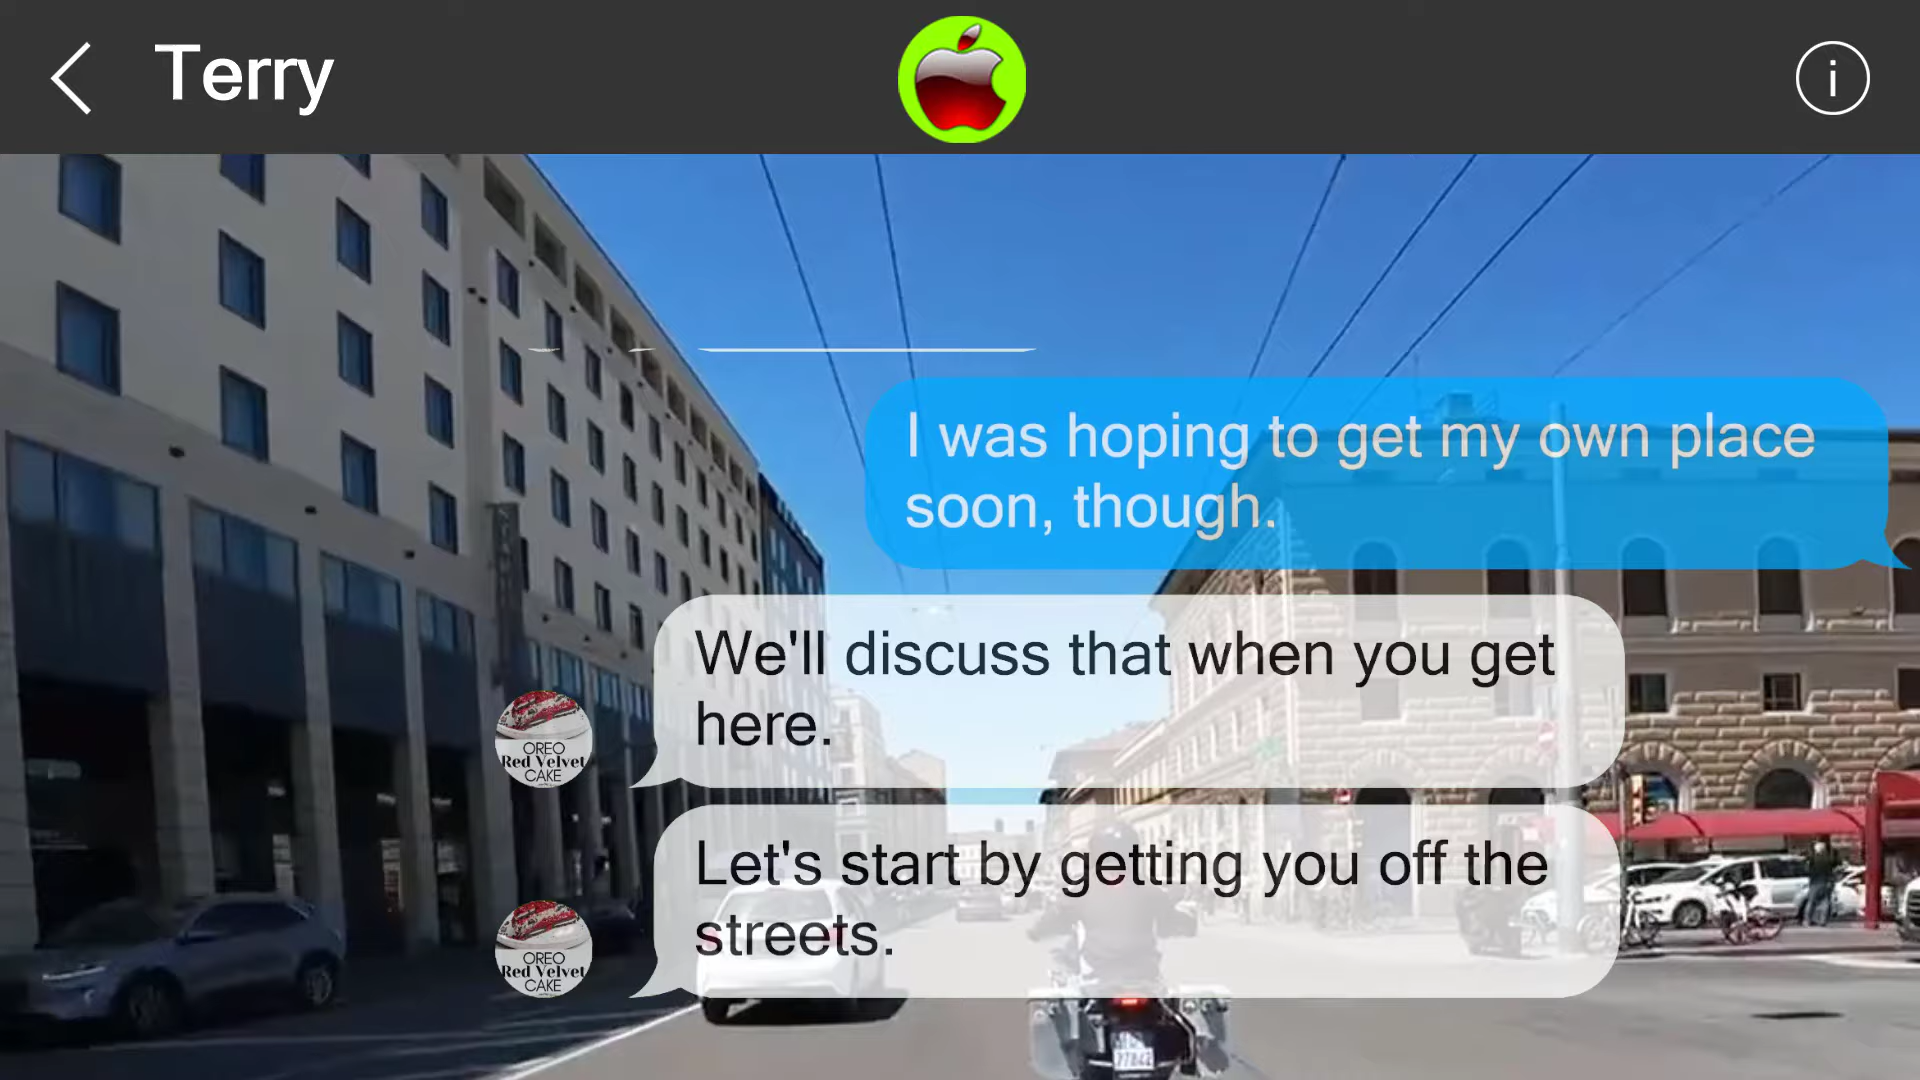 Terry
I was hoping to get my own place
soon, though.
We'll discuss that when you get
here.
OREO
Red Velvet
CAKE
Let's start by getting you off the
streets.
OREO
Red Velvet
CAKE